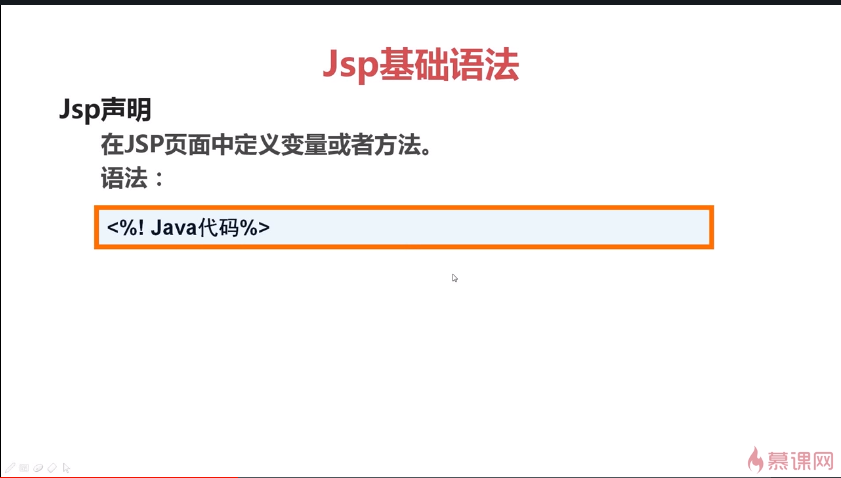 Jsp基础语法
Jsp声明
在JSP页面中定义变量或者方法。
语法：
<%! Java代码%>
慕课网